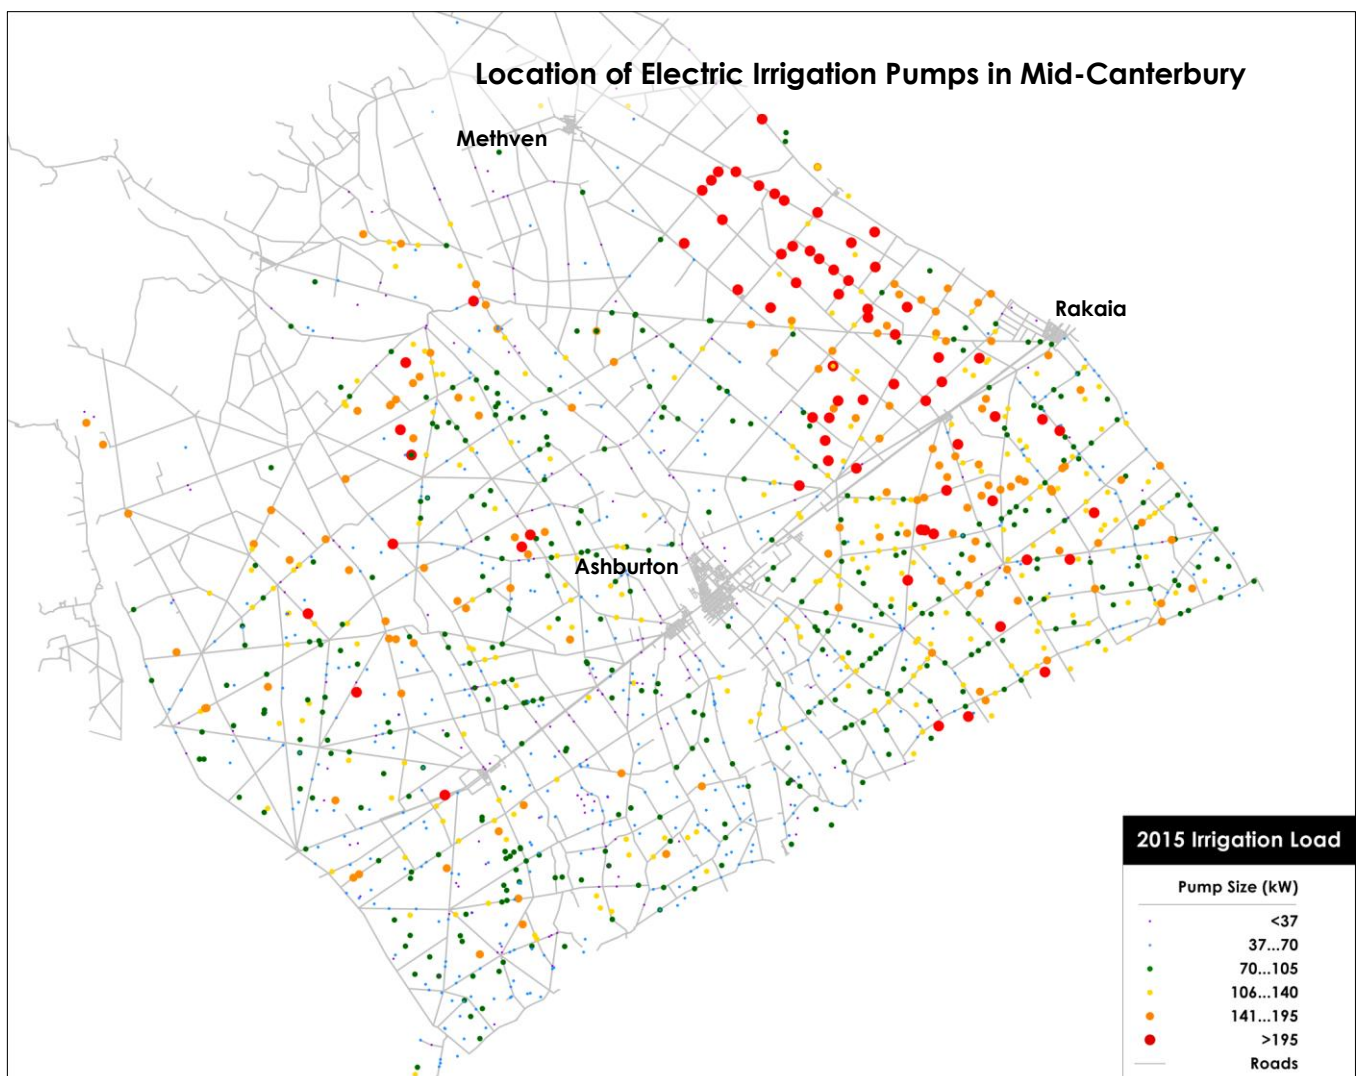 Location of Electric Irrigation Pumps in Mid-Canterbury
Methven
Rakaia
Ashburton
2015 Irrigation Load
Pump Size (kW)
<37
37...70
70...105
106...140
141...195
>195
Roads